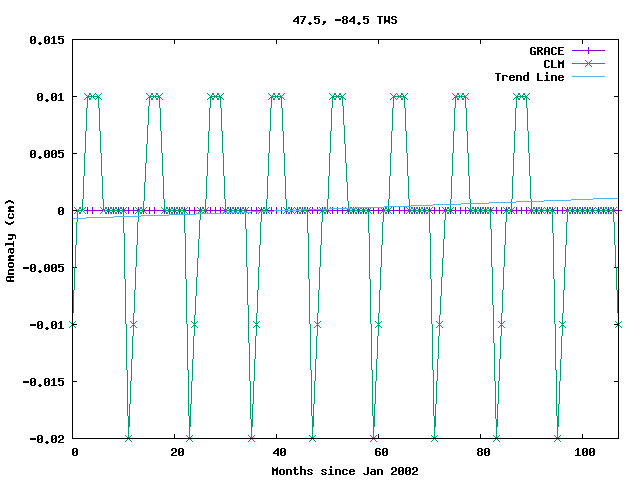 47.5, -84.5 TWS
GRACE
CLM
Trend Line
0.015
0.01
0.005
0
-0.005
-0.01
-0.015
-0.02
Anomaly (cm)
0 20 40 60 80 100
Months since Jan 2002